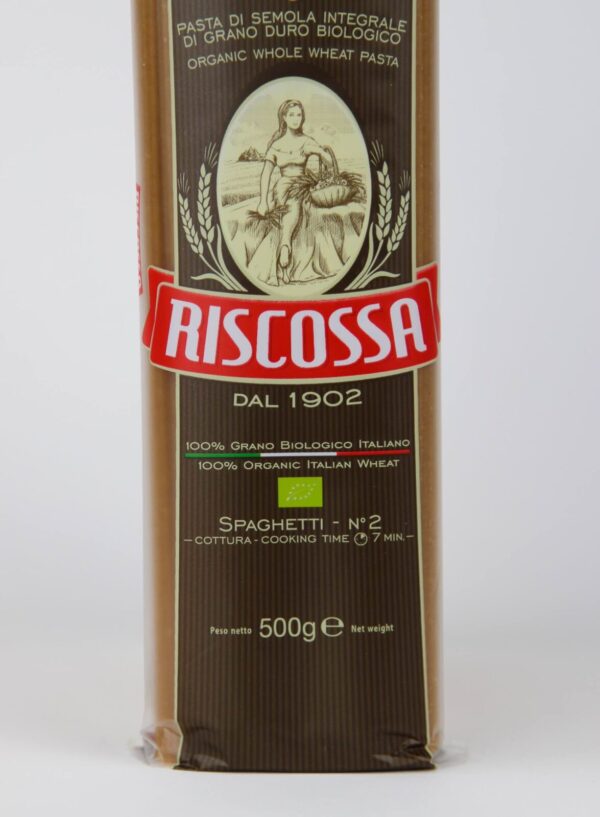 PASTA DI SEMOLA INTEGRALE
DI GRANO DURO BIOLOGICO
ORGANIC WHOLE WHEAT PASTA
RISCOSSA
DAL 1902
100% GRANO BIOLOGICO ITALIANO
100% ORGANIC ITALIAN WHEAT
SPAGHETTI - N° 2
COTTURA - COOKING TIME 7 MIN.
Peso netto 500g ℮ Net weight